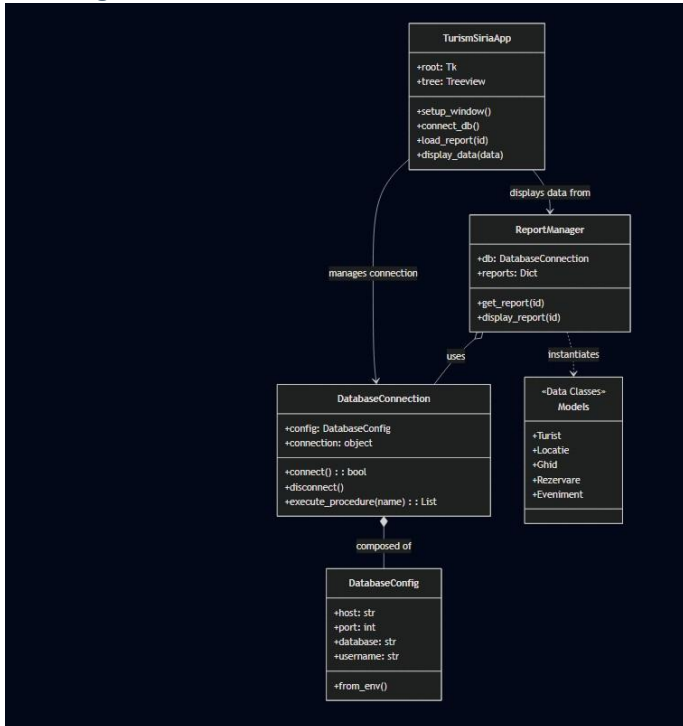 TurismSiriaApp
+root: Tk
+tree: Treeview
+setup_window()
+connect_db()
+load_report(id)
+display_data(data)
displays data from
ReportManager
+db: DatabaseConnection
+reports: Dict
+get_report(id)
+display_report(id)
manages connection
uses
instantiates
DatabaseConnection
+config: DatabaseConfig
+connection: object
+connect() : : bool
+disconnect()
+execute_procedure(name) : : List
«Data Classes»
Models
+Turist
+Locatie
+Ghid
+Rezervare
+Eveniment
composed of
DatabaseConfig
+host: str
+port: int
+database: str
+username: str
+from_env()